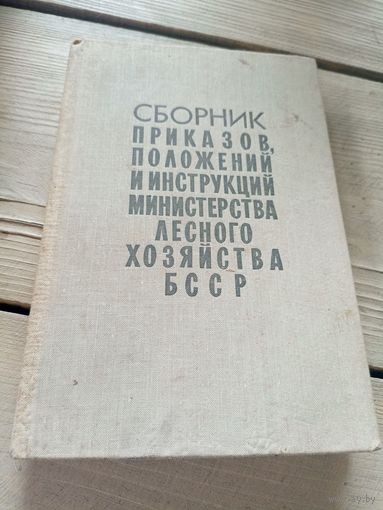 СБОРНИК
ПРИКАЗОВ,
ПОЛОЖЕНИЙ
И ИНСТРУКЦИЙ
МИНИСТЕРСТВА
ЛЕСНОГО
ХОЗЯЙСТВА
БССР